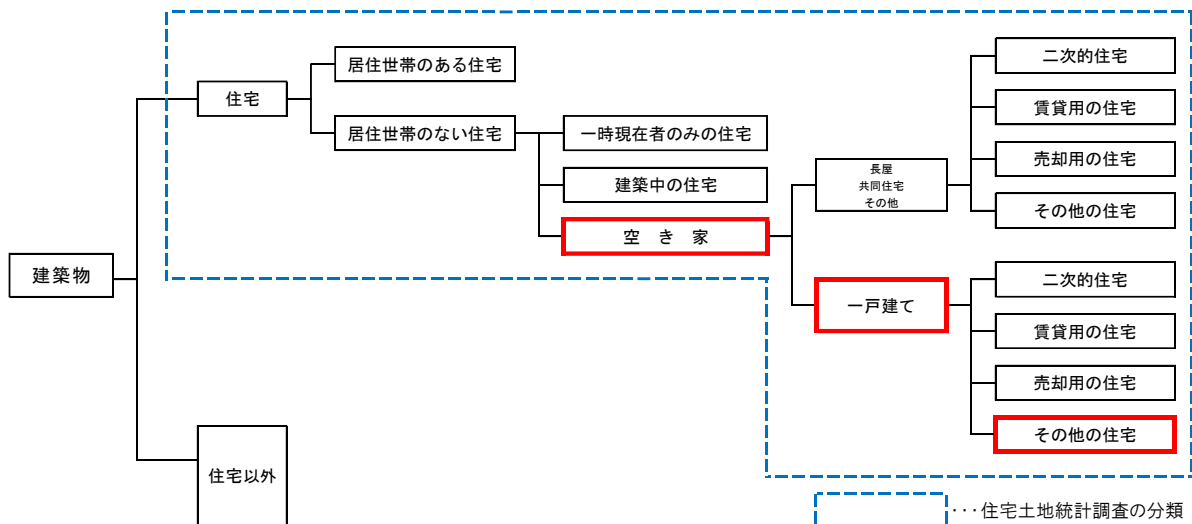 建築物
住宅
住宅以外
居住世帯のある住宅
居住世帯のない住宅
一時現在者のみの住宅
建築中の住宅
空 き 家
長屋
共同住宅
その他
一戸建て
二次的住宅
賃貸用の住宅
売却用の住宅
その他の住宅
二次的住宅
賃貸用の住宅
売却用の住宅
その他の住宅
･･･住宅土地統計調査の分類